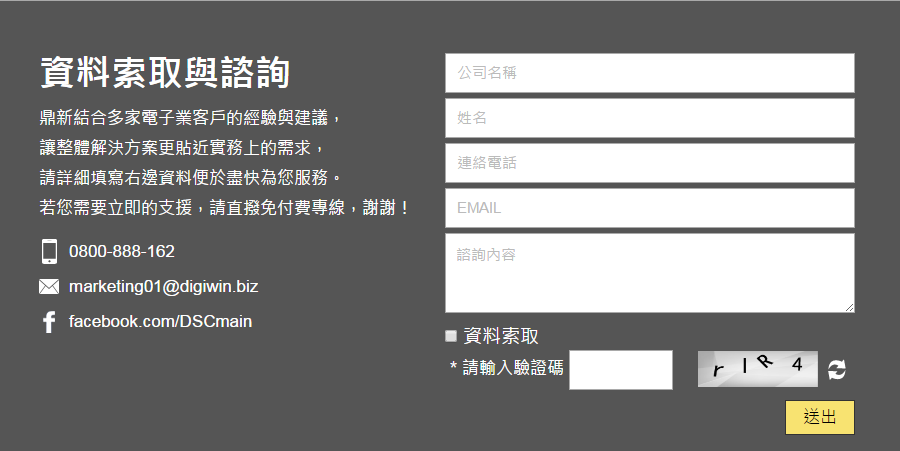 資料索取與諮詢
鼎新結合多家電子業客戶的經驗與建議，
讓整體解決方案更貼近實務上的需求，
請詳細填寫右邊資料便於盡快為您服務。
若您需要立即的支援，請直撥免付費專線，謝謝！
0800-888-162
marketing01@digiwin.biz
facebook.com/DSCmain
公司名稱
姓名
連絡電話
EMAIL
諮詢內容
資料索取
* 請輸入驗證碼
送出